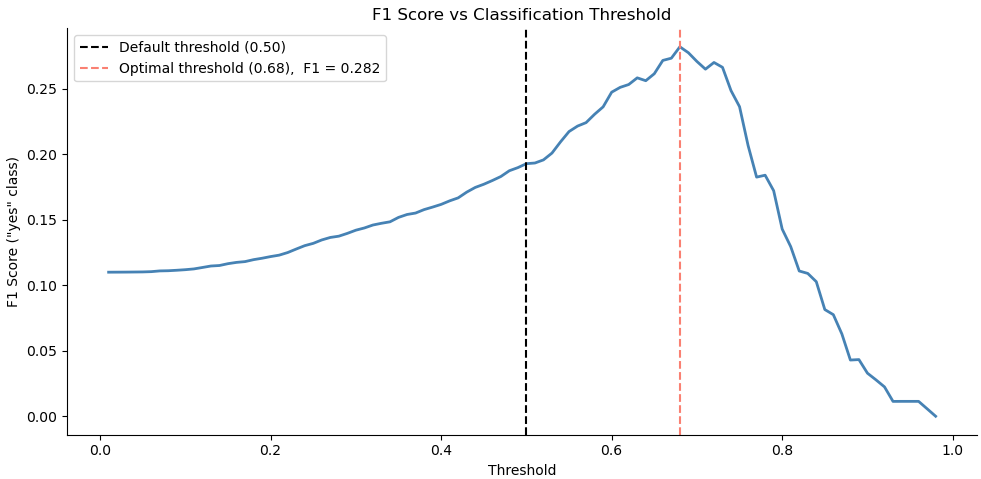 F1 Score vs Classification Threshold
Default threshold (0.50)
Optimal threshold (0.68),  F1 = 0.282
F1 Score ("yes" class)
0.25
0.20
0.15
0.10
0.05
0.00
0.0
0.2
0.4
0.6
0.8
1.0
Threshold